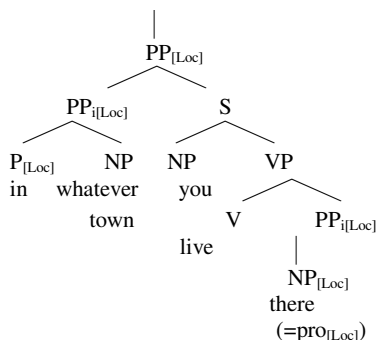 PP[Loc]
PPi[Loc] S
P[Loc] NP NP VP
in whatever you
town V PPi[Loc]
live
NP[Loc]
there
(=pro[Loc])